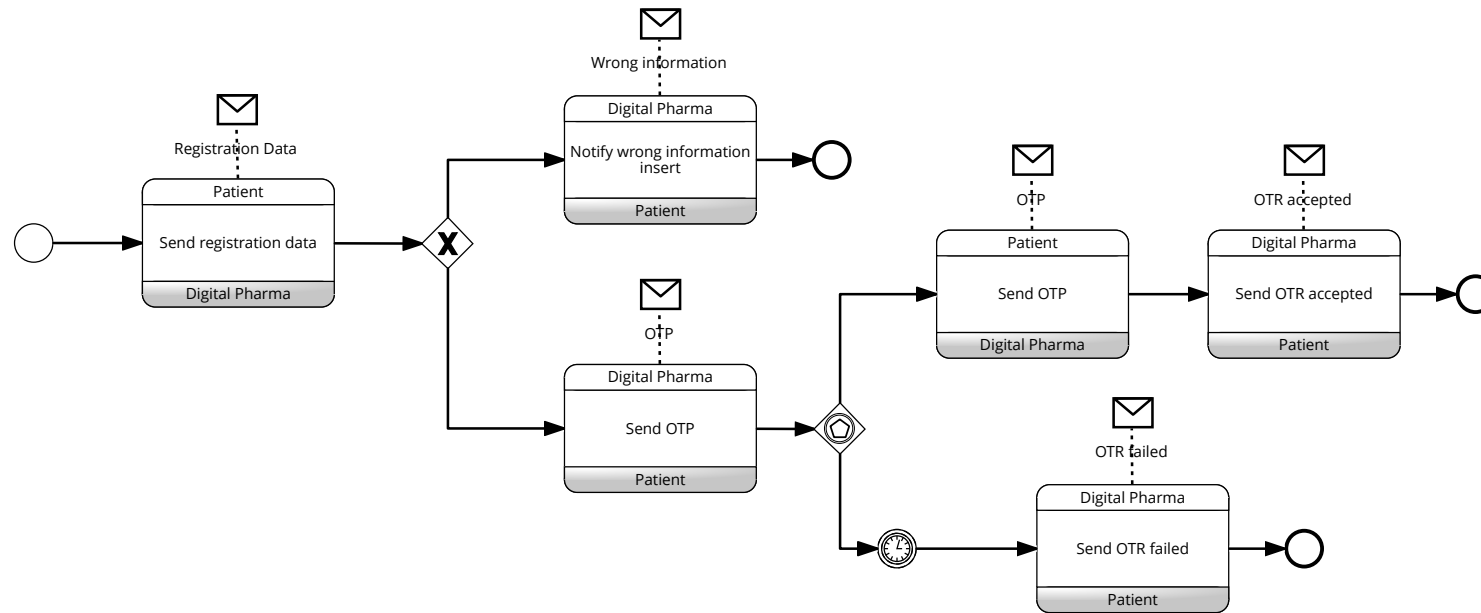 Registration Data
Patient
Send registration data
Digital Pharma
Wrong information
Digital Pharma
Notify wrong information
insert
Patient
OTP
Digital Pharma
Send OTP
Patient
OTP
Patient
Send OTP
Digital Pharma
OTR accepted
Digital Pharma
Send OTR accepted
Patient
OTR failed
Digital Pharma
Send OTR failed
Patient